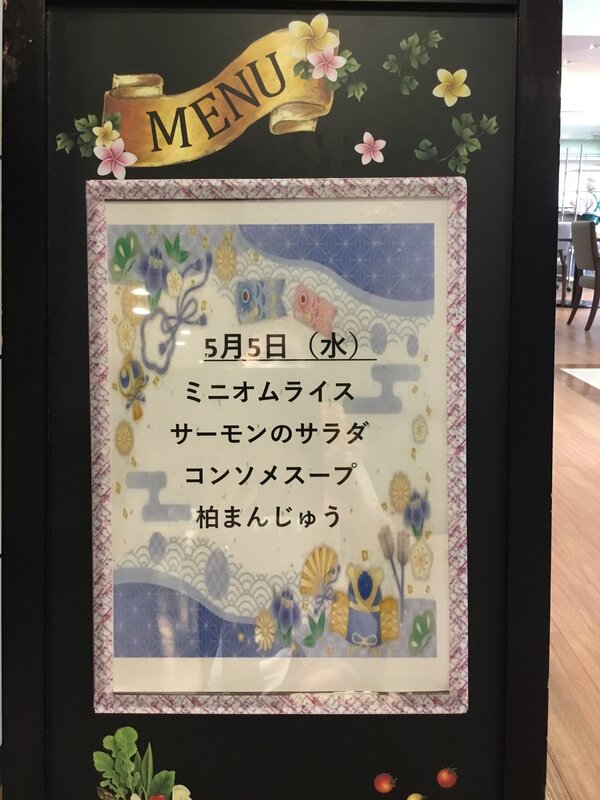 MENU
5月5日（水）
ミニオムライス
サーモンのサラダ
コンソメスープ
柏まんじゅう